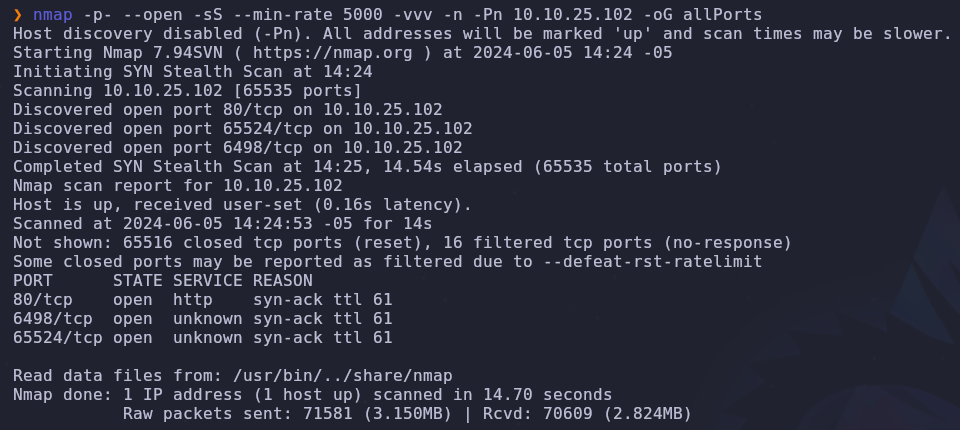 ❯ nmap -p- --open -sS --min-rate 5000 -vvv -n -Pn 10.10.25.102 -oG allPorts
Host discovery disabled (-Pn). All addresses will be marked 'up' and scan times may be slower.
Starting Nmap 7.94SVN ( https://nmap.org ) at 2024-06-05 14:24 -05
Initiating SYN Stealth Scan at 14:24
Scanning 10.10.25.102 [65535 ports]
Discovered open port 80/tcp on 10.10.25.102
Discovered open port 65524/tcp on 10.10.25.102
Discovered open port 6498/tcp on 10.10.25.102
Completed SYN Stealth Scan at 14:25, 14.54s elapsed (65535 total ports)
Nmap scan report for 10.10.25.102
Host is up, received user-set (0.16s latency).
Scanned at 2024-06-05 14:24:53 -05 for 14s
Not shown: 65516 closed tcp ports (reset), 16 filtered tcp ports (no-response)
Some closed ports may be reported as filtered due to --defeat-rst-ratelimit
PORT      STATE SERVICE REASON
80/tcp    open  http    syn-ack ttl 61
6498/tcp  open  unknown syn-ack ttl 61
65524/tcp open  unknown syn-ack ttl 61

Read data files from: /usr/bin/../share/nmap
Nmap done: 1 IP address (1 host up) scanned in 14.70 seconds
           Raw packets sent: 71581 (3.150MB) | Rcvd: 70609 (2.824MB)